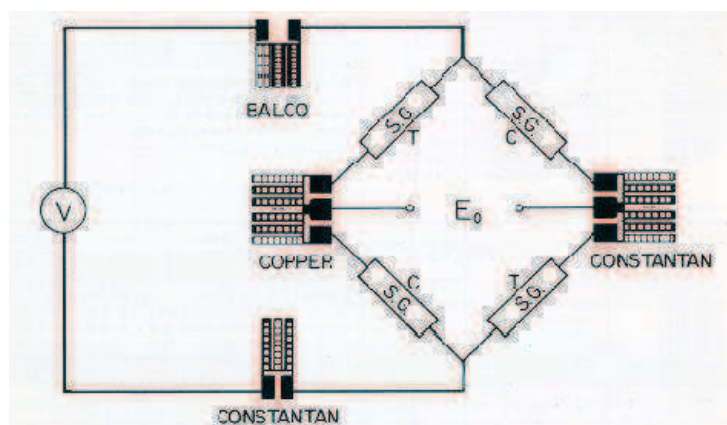 BALCO
S.G.
T
S.G.
C
V
E₀
COPPER
CONSTANTAN
C
S.G.
T
S.G.
CONSTANTAN